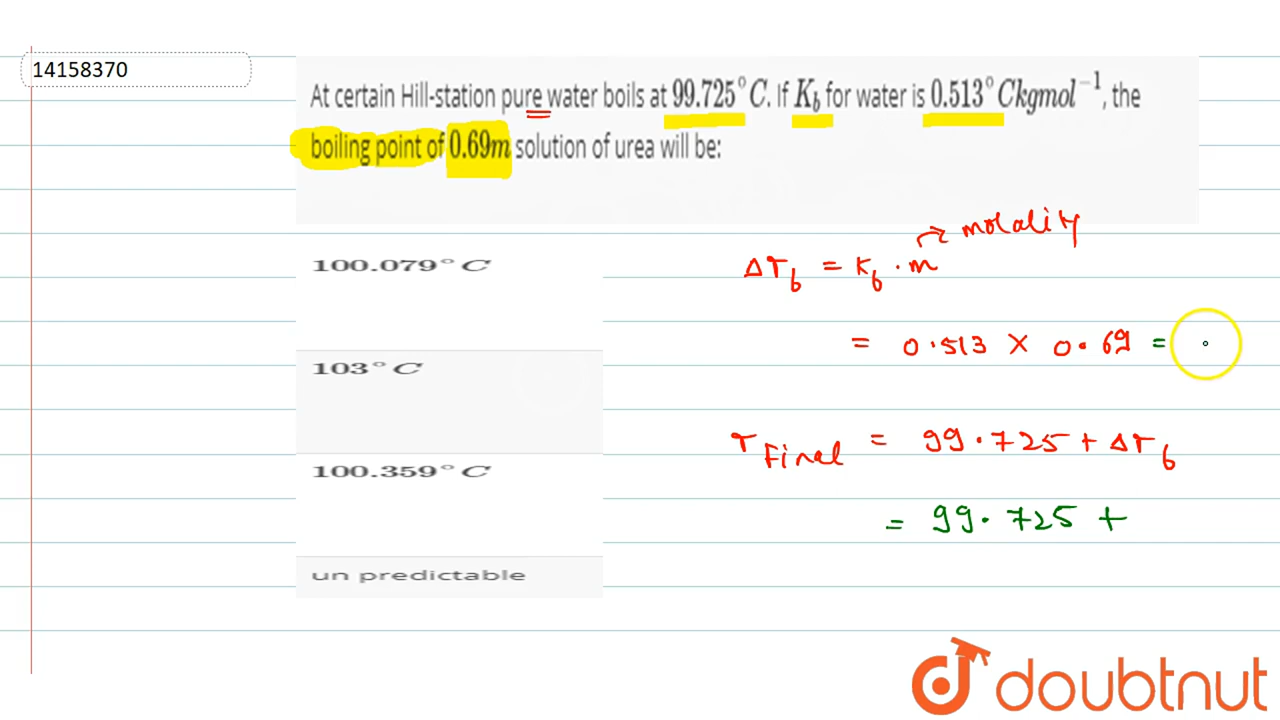 14158370
At certain Hill-station pure water boils at 99.725°C. If K_b for water is 0.513°Ckgmol⁻¹, the
boiling point of 0.69m solution of urea will be:
molality
ΔT_b = K_b . m
= 0.513 × 0.69 = .
T_Final = 99.725 + ΔT_b
= 99.725 +
100.079°C
103°C
100.359°C
un predictable
doubtnut